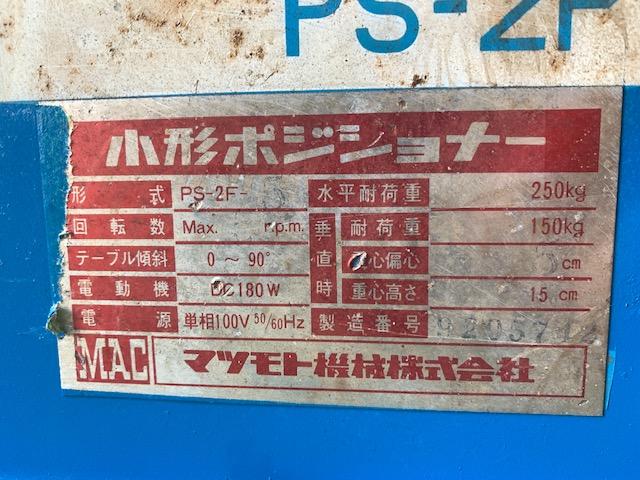 PS-2F
小形ポジショナー
形式 PS-2F- 水平耐荷重 250kg
回転数 Max. r.p.m. 垂直時 耐荷重 150kg
テーブル傾斜 0～90° 重心偏心 cm
電動機 DC180W 重心高さ 15cm
電源 単相100V 50/60Hz 製造番号
MAC マツモト機械株式会社